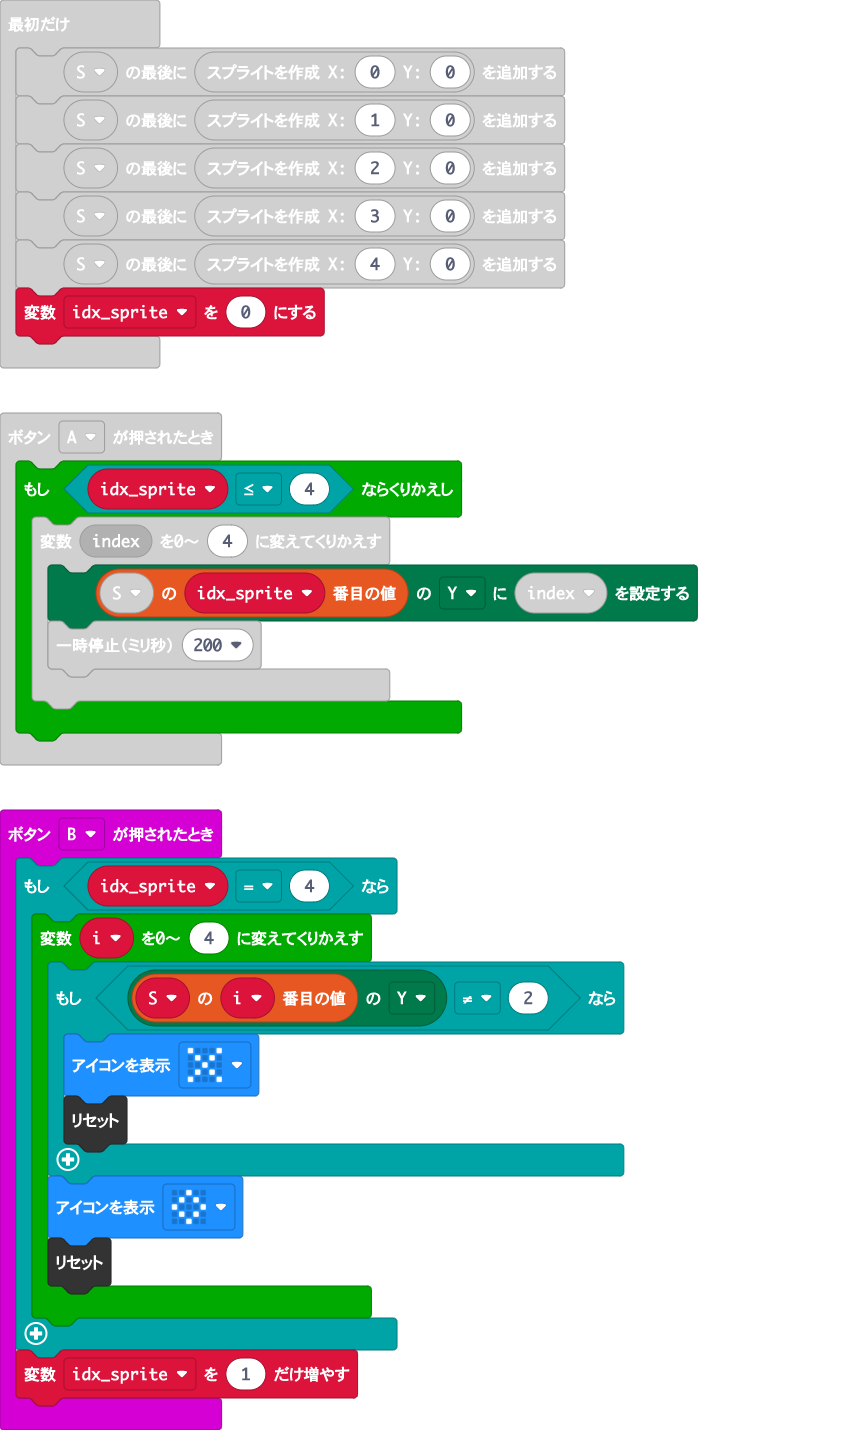 最初だけ
S の最後に スプライトを作成 X: 0 Y: 0 を追加する
S の最後に スプライトを作成 X: 1 Y: 0 を追加する
S の最後に スプライトを作成 X: 2 Y: 0 を追加する
S の最後に スプライトを作成 X: 3 Y: 0 を追加する
S の最後に スプライトを作成 X: 4 Y: 0 を追加する
変数 idx_sprite を 0 にする
ボタン A が押されたとき
もし idx_sprite ≤ 4 ならくりかえし
変数 index を0〜 4 に変えてくりかえす
S の idx_sprite 番目の値 の Y に index を設定する
一時停止(ミリ秒) 200
ボタン B が押されたとき
もし idx_sprite = 4 なら
変数 i を0〜 4 に変えてくりかえす
もし S の i 番目の値 の Y ≠ 2 なら
アイコンを表示
リセット
アイコンを表示
リセット
変数 idx_sprite を 1 だけ増やす